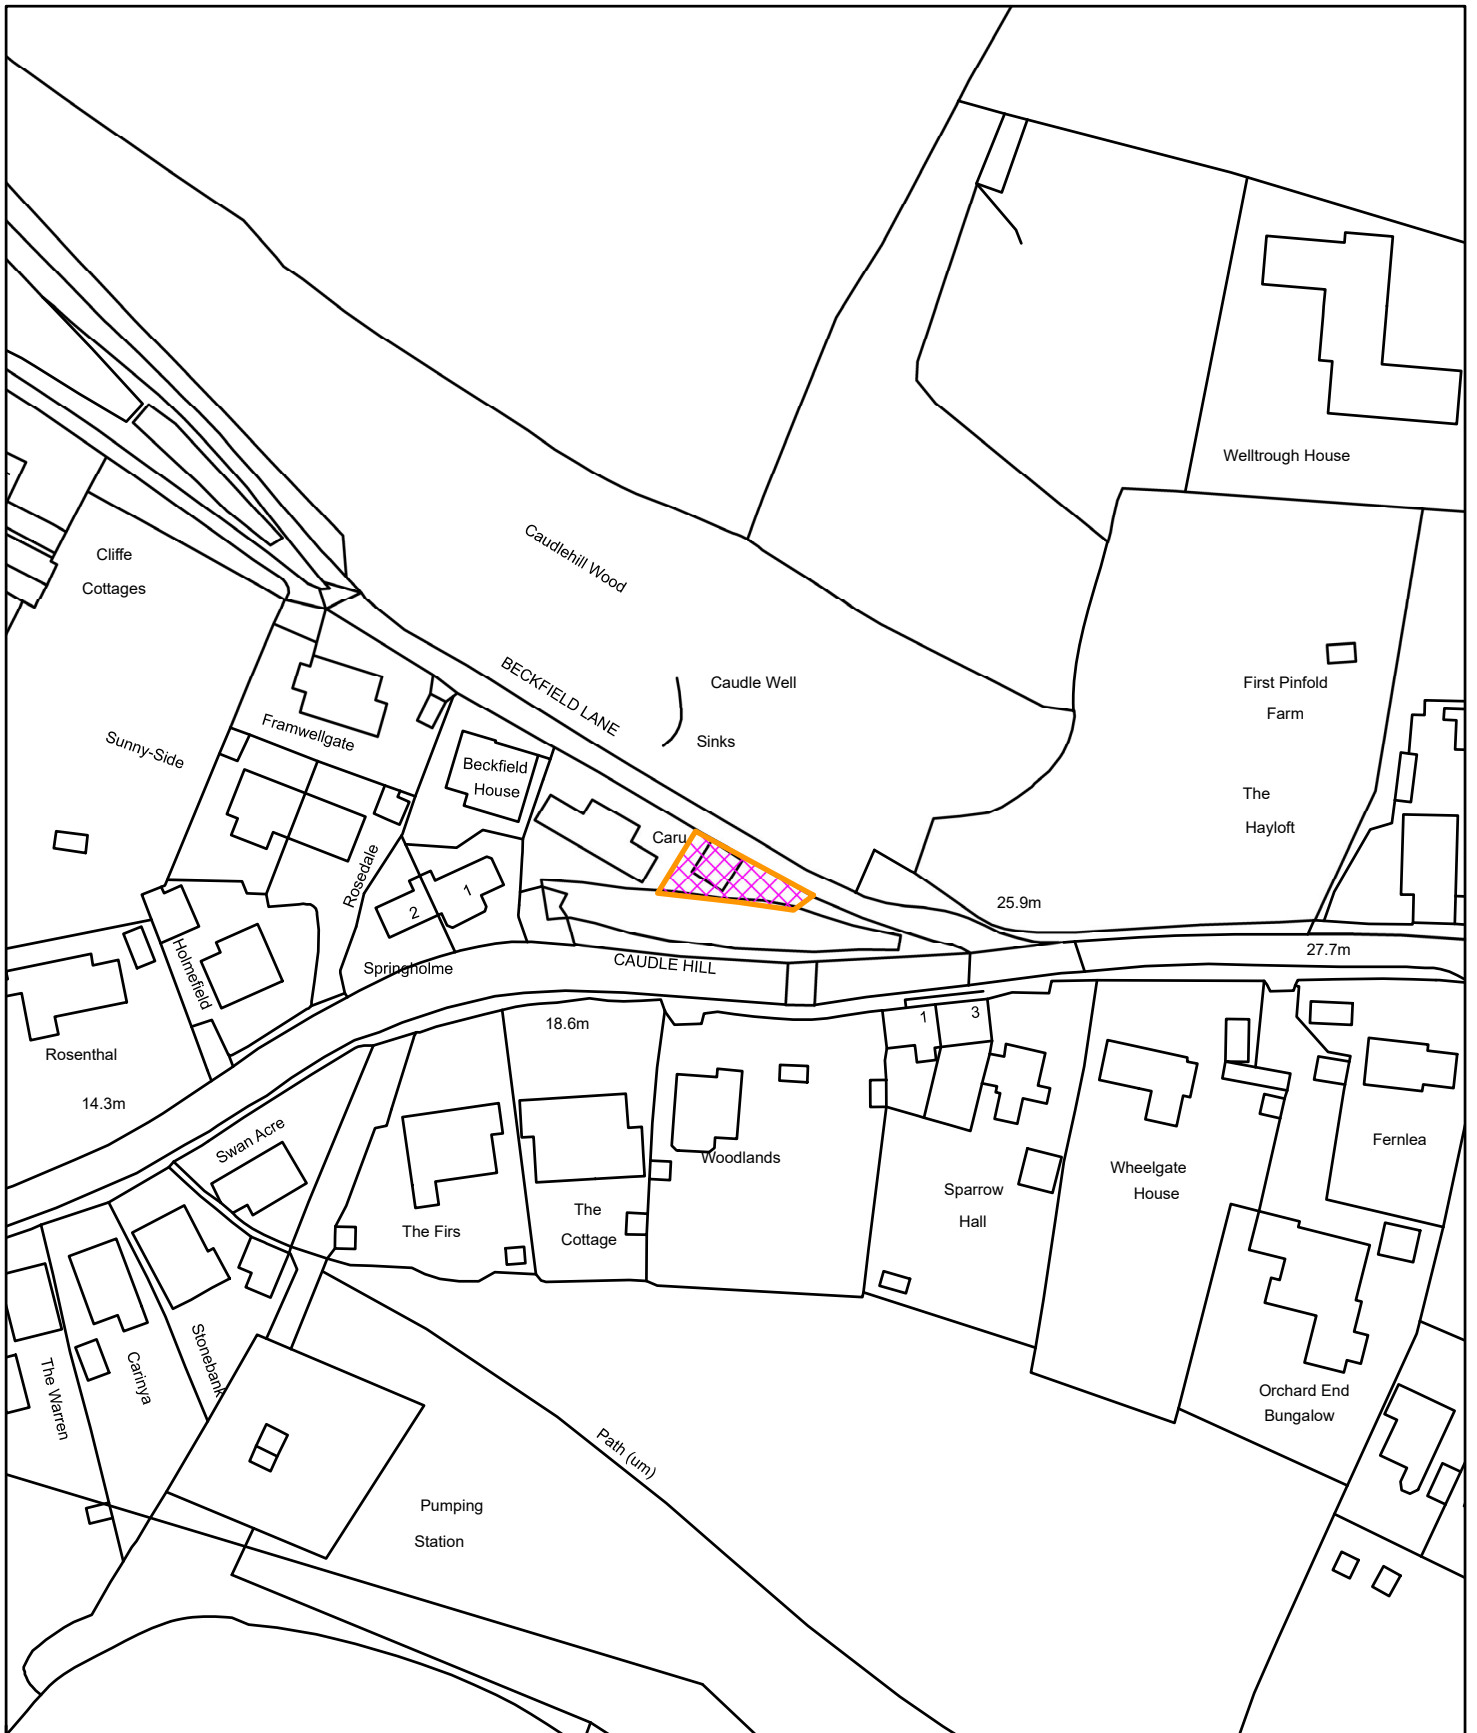 Welltrough House
Caudlehill Wood
Cliffe
Cottages
BECKFIELD LANE
Caudle Well
Sinks
First Pinfold
Farm
The
Hayloft
Framwellgate
Sunny-Side
Beckfield
House
Caru
Rosedale
1
2
25.9m
27.7m
Holmefield
Springholme
CAUDLE HILL
18.6m
1
3
Rosenthal
14.3m
Swan Acre
The Firs
The
Cottage
Woodlands
Sparrow
Hall
Wheelgate
House
Fernlea
The Warren
Carinya
Stonebank
Orchard End
Bungalow
Path (um)
Pumping
Station